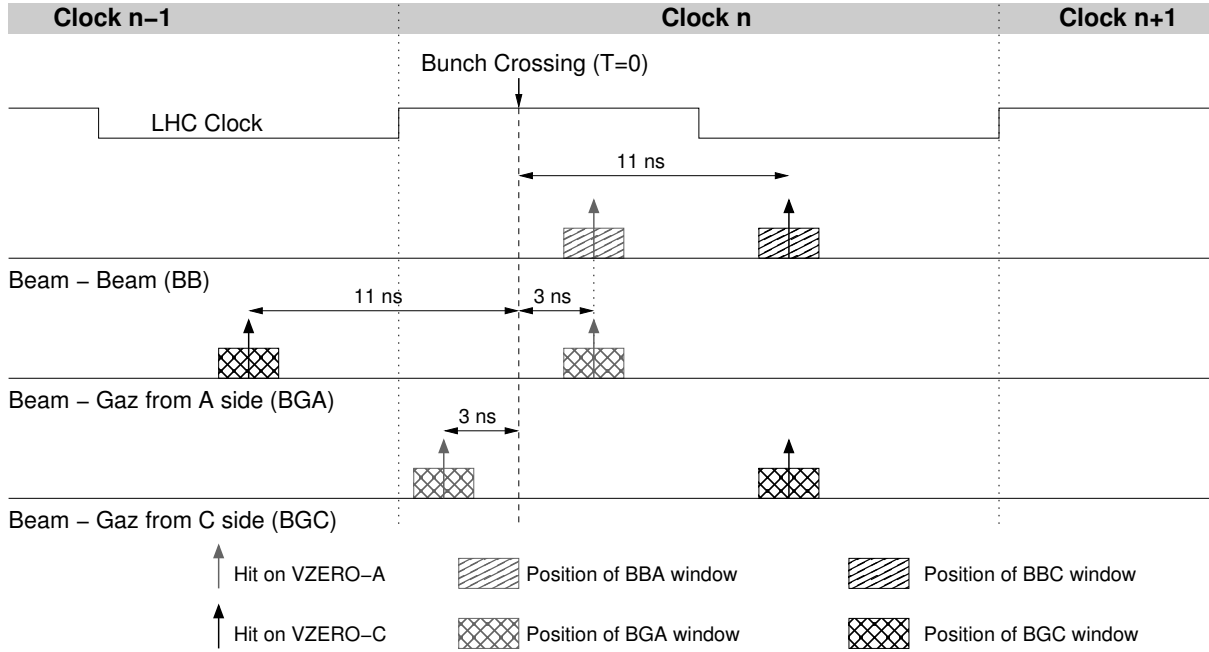 Clock n−1 Clock n Clock n+1
Bunch Crossing (T=0)
LHC Clock
11 ns
Beam − Beam (BB)
11 ns 3 ns
Beam − Gaz from A side (BGA)
3 ns
Beam − Gaz from C side (BGC)
Hit on VZERO−A Position of BBA window Position of BBC window
Hit on VZERO−C Position of BGA window Position of BGC window